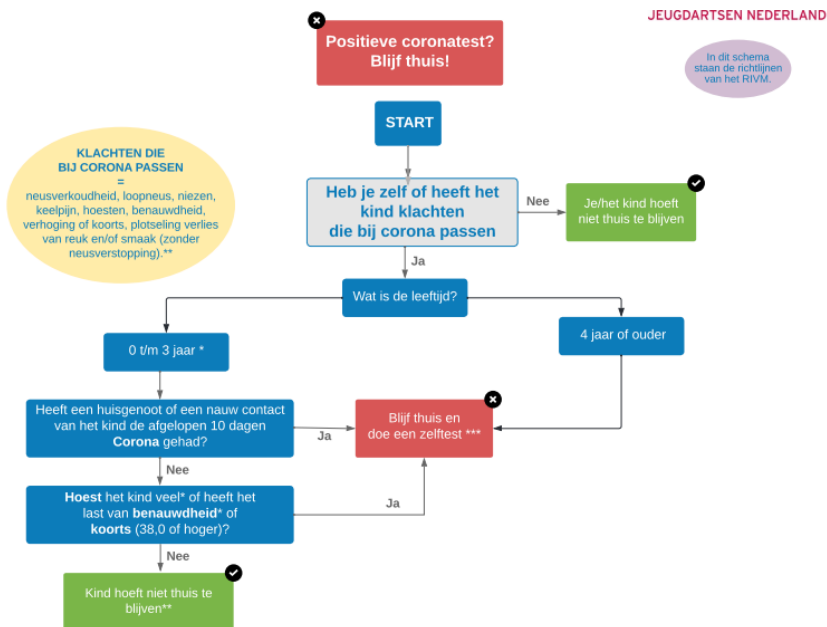 JEUGDARTSEN NEDERLAND
Positieve coronatest?
Blijf thuis!
In dit schema
staan de richtlijnen
van het RIVM.
START
KLACHTEN DIE
BIJ CORONA PASSEN
=
neusverkoudheid, loopneus, niezen,
keelpijn, hoesten, benauwdheid,
verhoging of koorts, plotseling verlies
van reuk en/of smaak (zonder
neusverstopping).**
Heb je zelf of heeft het
kind klachten
die bij corona passen
Nee
Je/het kind hoeft
niet thuis te blijven
Ja
Wat is de leeftijd?
0 t/m 3 jaar *
4 jaar of ouder
Heeft een huisgenoot of een nauw contact
van het kind de afgelopen 10 dagen
Corona gehad?
Ja
Blijf thuis en
doe een zelftest ***
Nee
Hoest het kind veel* of heeft het
last van benauwdheid* of
koorts (38,0 of hoger)?
Ja
Nee
Kind hoeft niet thuis te
blijven**